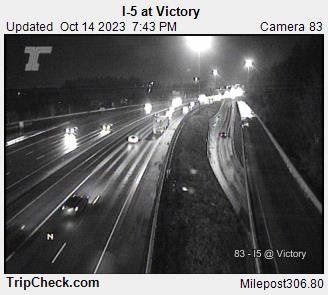 I-5 at Victory
Updated Oct 14 2023 7:43 PM Camera 83
T
N
83 - I5 @ Victory
TripCheck.com Milepost306.80